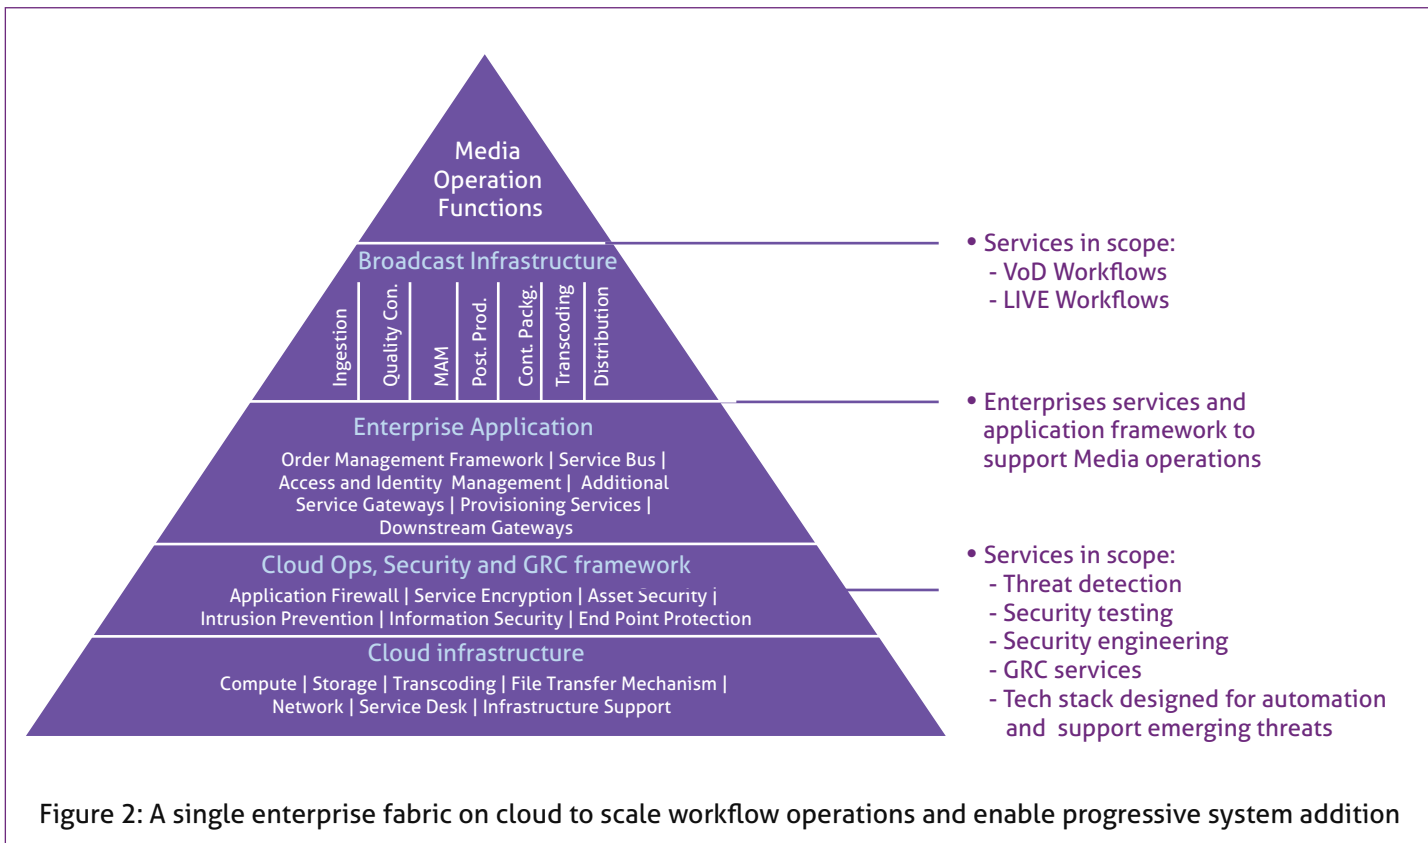 Media
Operation
Functions
Broadcast Infrastructure
Ingestion
Quality Con.
MAM
Post. Prod.
Cont. Packg.
Transcoding
Distribution
Enterprise Application
Order Management Framework | Service Bus |
Access and Identity Management | Additional
Service Gateways | Provisioning Services |
Downstream Gateways
Cloud Ops, Security and GRC framework
Application Firewall | Service Encryption | Asset Security |
Intrusion Prevention | Information Security | End Point Protection
Cloud infrastructure
Compute | Storage | Transcoding | File Transfer Mechanism |
Network | Service Desk | Infrastructure Support
• Services in scope:
- VoD Workflows
- LIVE Workflows
• Enterprises services and
application framework to
support Media operations
• Services in scope:
- Threat detection
- Security testing
- Security engineering
- GRC services
- Tech stack designed for automation
and support emerging threats
Figure 2: A single enterprise fabric on cloud to scale workflow operations and enable progressive system addition